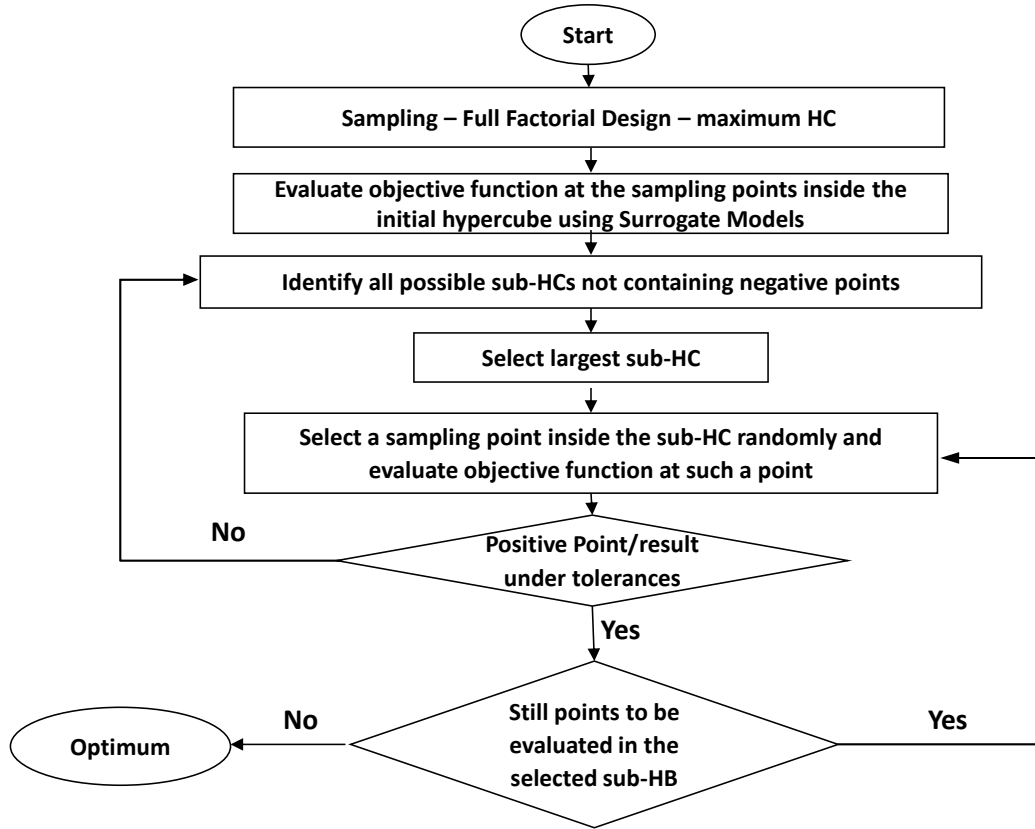 Start
Sampling – Full Factorial Design – maximum HC
Evaluate objective function at the sampling points inside the
initial hypercube using Surrogate Models
Identify all possible sub-HCs not containing negative points
Select largest sub-HC
Select a sampling point inside the sub-HC randomly and
evaluate objective function at such a point
No
Positive Point/result
under tolerances
Yes
No
Still points to be
evaluated in the
selected sub-HB
Yes
Optimum